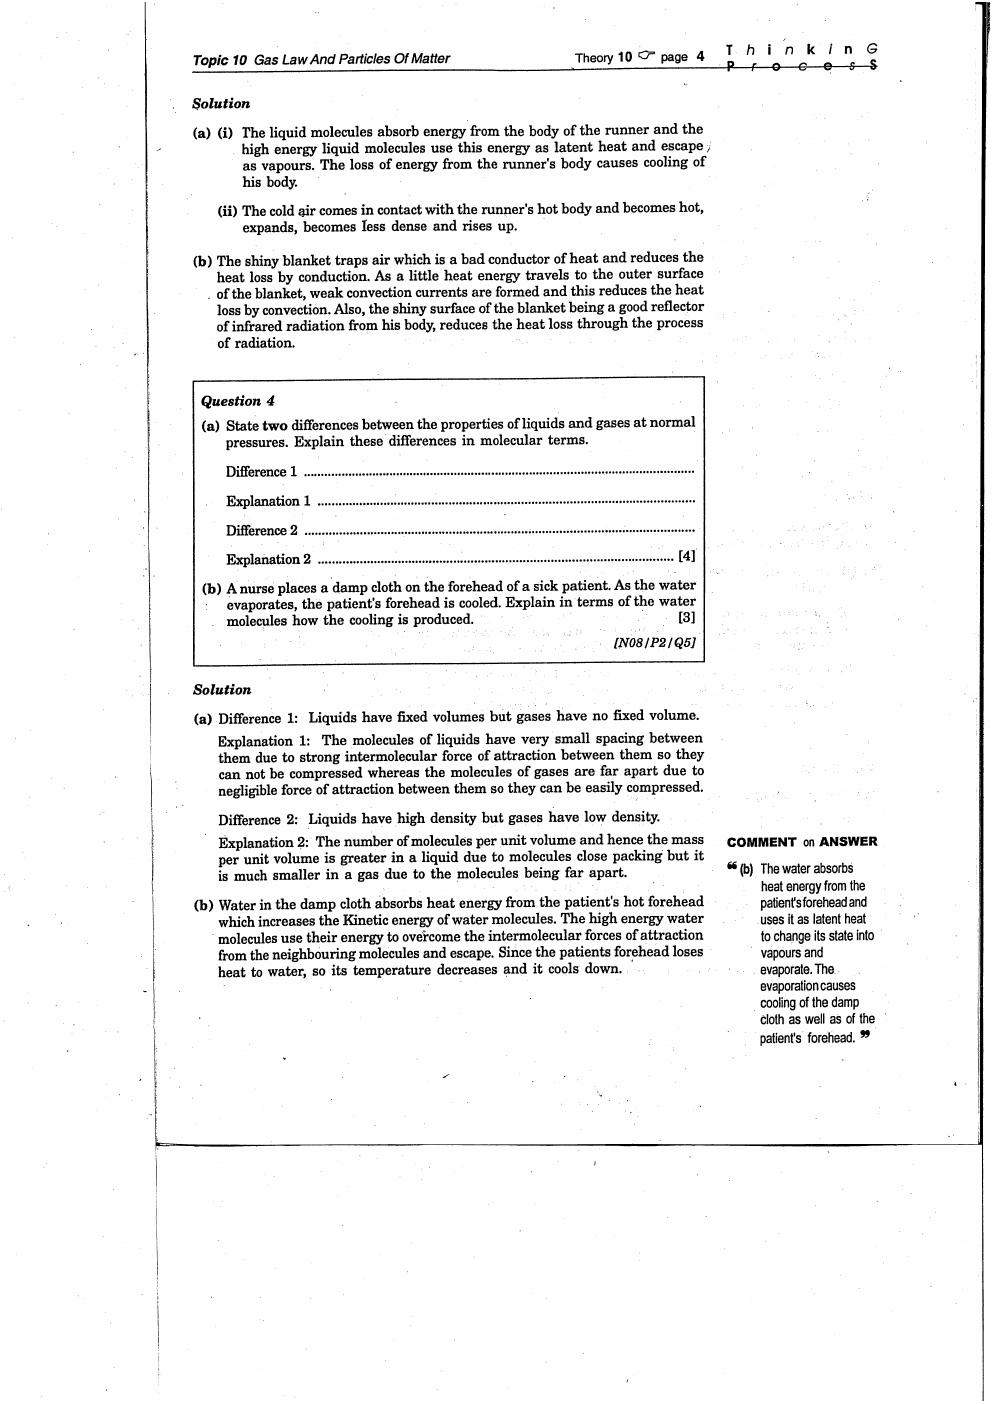 Topic 10 Gas Law And Particles Of Matter
Theory 10 ☞ page 4
ThinkinG
ProcesS
Solution
(a) (i) The liquid molecules absorb energy from the body of the runner and the
high energy liquid molecules use this energy as latent heat and escape
as vapours. The loss of energy from the runner's body causes cooling of
his body.
(ii) The cold air comes in contact with the runner's hot body and becomes hot,
expands, becomes less dense and rises up.
(b) The shiny blanket traps air which is a bad conductor of heat and reduces the
heat loss by conduction. As a little heat energy travels to the outer surface
of the blanket, weak convection currents are formed and this reduces the heat
loss by convection. Also, the shiny surface of the blanket being a good reflector
of infrared radiation from his body, reduces the heat loss through the process
of radiation.
Question 4
(a) State two differences between the properties of liquids and gases at normal
pressures. Explain these differences in molecular terms.
Difference 1 ..........
Explanation 1 ..........
Difference 2 ..........
Explanation 2 .......... [4]
(b) A nurse places a damp cloth on the forehead of a sick patient. As the water
evaporates, the patient's forehead is cooled. Explain in terms of the water
molecules how the cooling is produced. [3]
[N08/P2/Q5]
Solution
(a) Difference 1: Liquids have fixed volumes but gases have no fixed volume.
Explanation 1: The molecules of liquids have very small spacing between
them due to strong intermolecular force of attraction between them so they
can not be compressed whereas the molecules of gases are far apart due to
negligible force of attraction between them so they can be easily compressed.
Difference 2: Liquids have high density but gases have low density.
Explanation 2: The number of molecules per unit volume and hence the mass
per unit volume is greater in a liquid due to molecules close packing but it
is much smaller in a gas due to the molecules being far apart.
(b) Water in the damp cloth absorbs heat energy from the patient's hot forehead
which increases the Kinetic energy of water molecules. The high energy water
molecules use their energy to overcome the intermolecular forces of attraction
from the neighbouring molecules and escape. Since the patients forehead loses
heat to water, so its temperature decreases and it cools down.
COMMENT on ANSWER
❝ (b) The water absorbs
heat energy from the
patient's forehead and
uses it as latent heat
to change its state into
vapours and
evaporate. The
evaporation causes
cooling of the damp
cloth as well as of the
patient's forehead. ❞